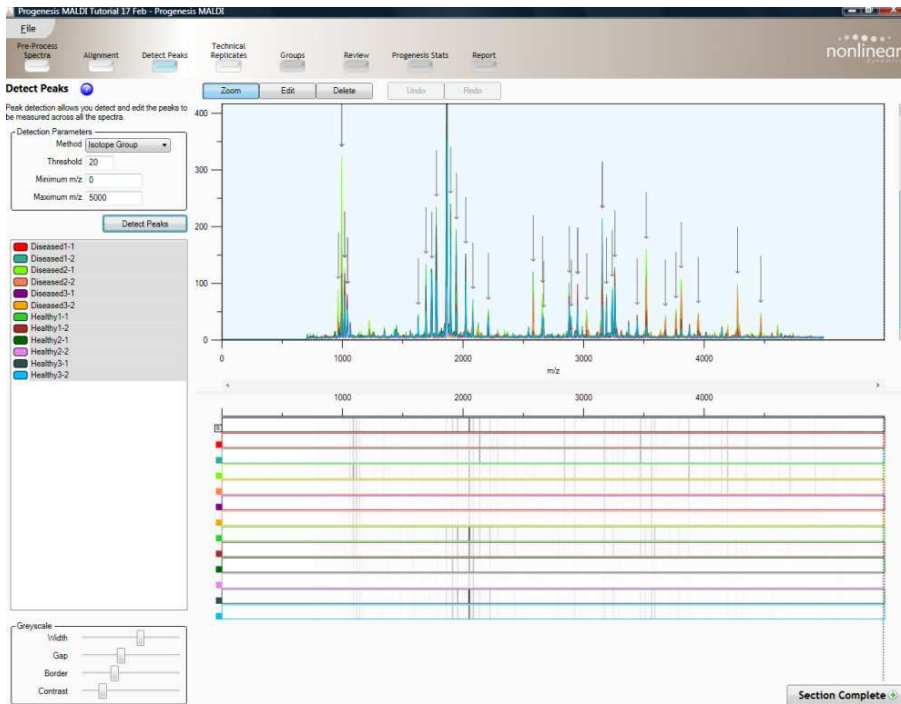 Progenesis MALDI Tutorial 17 Feb - Progenesis MALDI
File
Pre-Process
Spectra
Alignment
Detect Peaks
Technical
Replicates
Groups
Review
Progenesis Stats
Report
nonlinear
dynamics
Detect Peaks
Peak detection allows you detect and edit the peaks to
be measured across all the spectra.
Detection Parameters
Method Isotope Group
Threshold 20
Minimum m/z 0
Maximum m/z 5000
Detect Peaks
Diseased1-1
Diseased1-2
Diseased2-1
Diseased2-2
Diseased3-1
Diseased3-2
Healthy1-1
Healthy1-2
Healthy2-1
Healthy2-2
Healthy3-1
Healthy3-2
Greyscale
Width
Gap
Border
Contrast
Zoom Edit Delete Undo Redo
400
300
200
100
0
0 1000 2000 3000 4000
m/z
1000 2000 3000 4000
Section Complete